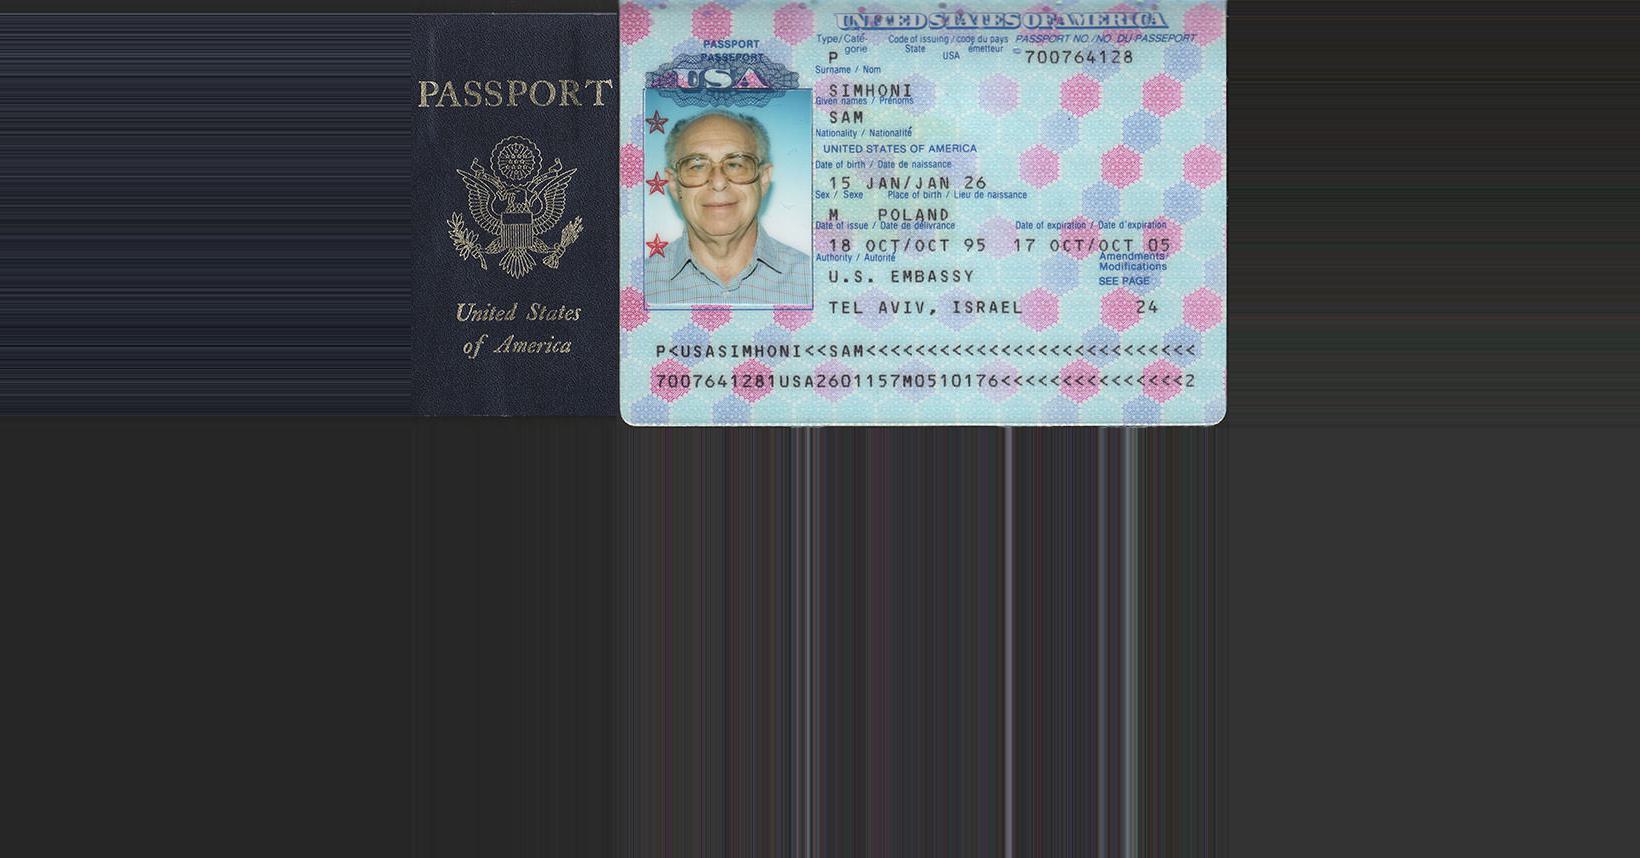 PASSPORT
United States
of America
UNITED STATES OF AMERICA
PASSPORT
PASSEPORT
USA
Type/Caté-
gorie
Code of issuing / code du pays
State
émetteur
PASSPORT NO./NO. DU PASSEPORT
P
USA
700764128
Surname / Nom
SIMHONI
Given names / Prénoms
SAM
Nationality / Nationalité
UNITED STATES OF AMERICA
Date of birth / Date de naissance
15 JAN/JAN 26
Sex / Sexe
Place of birth / Lieu de naissance
M POLAND
Date of issue / Date de délivrance
Date of expiration / Date d'expiration
18 OCT/OCT 95 17 OCT/OCT 05
Authority / Autorité
Amendments/
Modifications
U.S. EMBASSY
SEE PAGE
TEL AVIV, ISRAEL
24
P<USASIMHONI<<SAM<<<<<<<<<<<<<<<<<<<<<<<<<<<
7007641281USA2601157M0510176<<<<<<<<<<<<<<<2